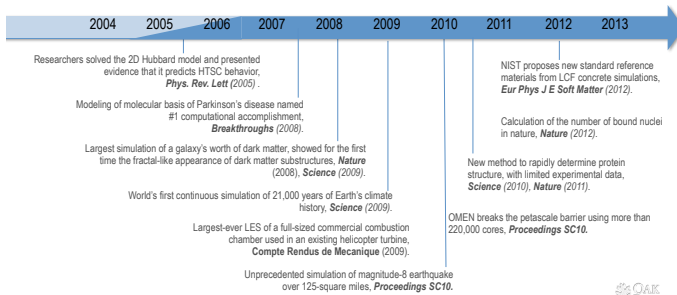 2004 2005 2006 2007 2008 2009 2010 2011 2012 2013
Researchers solved the 2D Hubbard model and presented
evidence that it predicts HTSC behavior,
Phys. Rev. Lett (2005) .
Modeling of molecular basis of Parkinson's disease named
#1 computational accomplishment,
Breakthroughs (2008).
Largest simulation of a galaxy's worth of dark matter, showed for the first
time the fractal-like appearance of dark matter substructures, Nature
(2008), Science (2009).
World's first continuous simulation of 21,000 years of Earth's climate
history, Science (2009).
Largest-ever LES of a full-sized commercial combustion
chamber used in an existing helicopter turbine,
Compte Rendus de Mecanique (2009).
Unprecedented simulation of magnitude-8 earthquake
over 125-square miles, Proceedings SC10.
NIST proposes new standard reference
materials from LCF concrete simulations,
Eur Phys J E Soft Matter (2012).
Calculation of the number of bound nuclei
in nature, Nature (2012).
New method to rapidly determine protein
structure, with limited experimental data,
Science (2010), Nature (2011).
OMEN breaks the petascale barrier using more than
220,000 cores, Proceedings SC10.
OAK